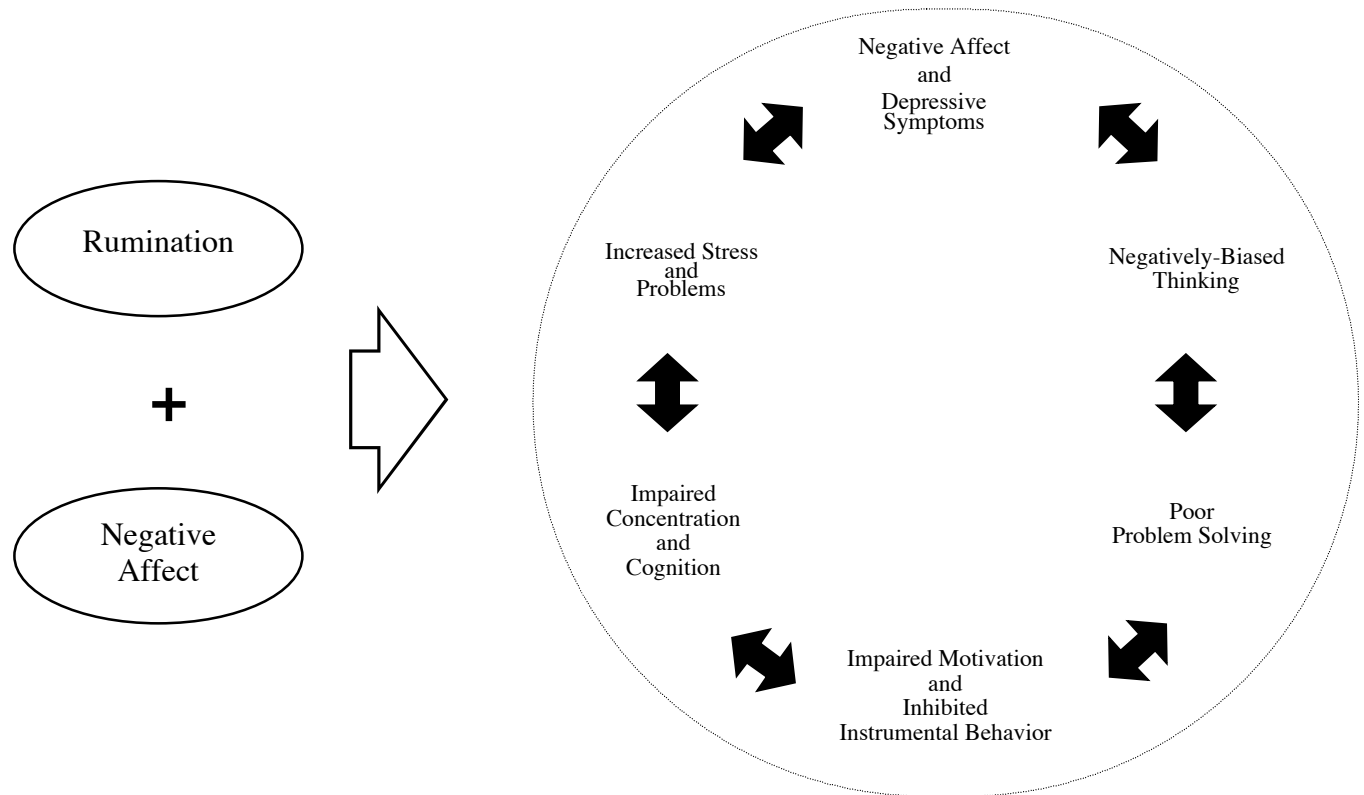 Rumination
+
Negative
Affect
Negative Affect
and
Depressive
Symptoms
Negatively-Biased
Thinking
Poor
Problem Solving
Impaired Motivation
and
Inhibited
Instrumental Behavior
Impaired
Concentration
and
Cognition
Increased Stress
and
Problems